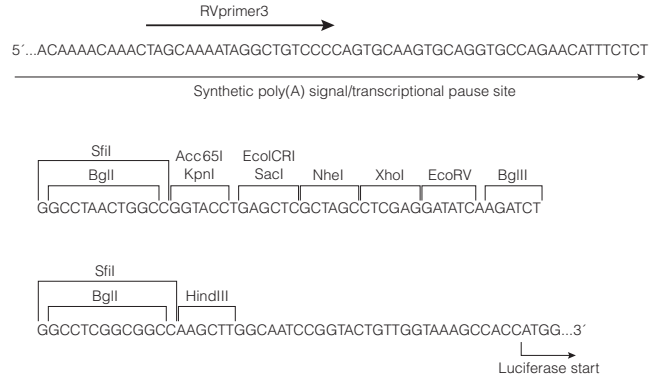 RVprimer3
5´...ACAAAACAAACTAGCAAAATAGGCTGTCCCCAGTGCAAGTGCAGGTGCCAGAACATTTCTCT
Synthetic poly(A) signal/transcriptional pause site
SfiI
Acc65I EcoICRI
BglI KpnI SacI NheI XhoI EcoRV BglII
GGCCTAACTGGCCGGTACCTGAGCTCGCTAGCCTCGAGGATATCAAGATCT
SfiI
BglI HindIII
GGCCTCGGCGGCCAAGCTTGGCAATCCGGTACTGTTGGTAAAGCCACCATGG...3´
Luciferase start